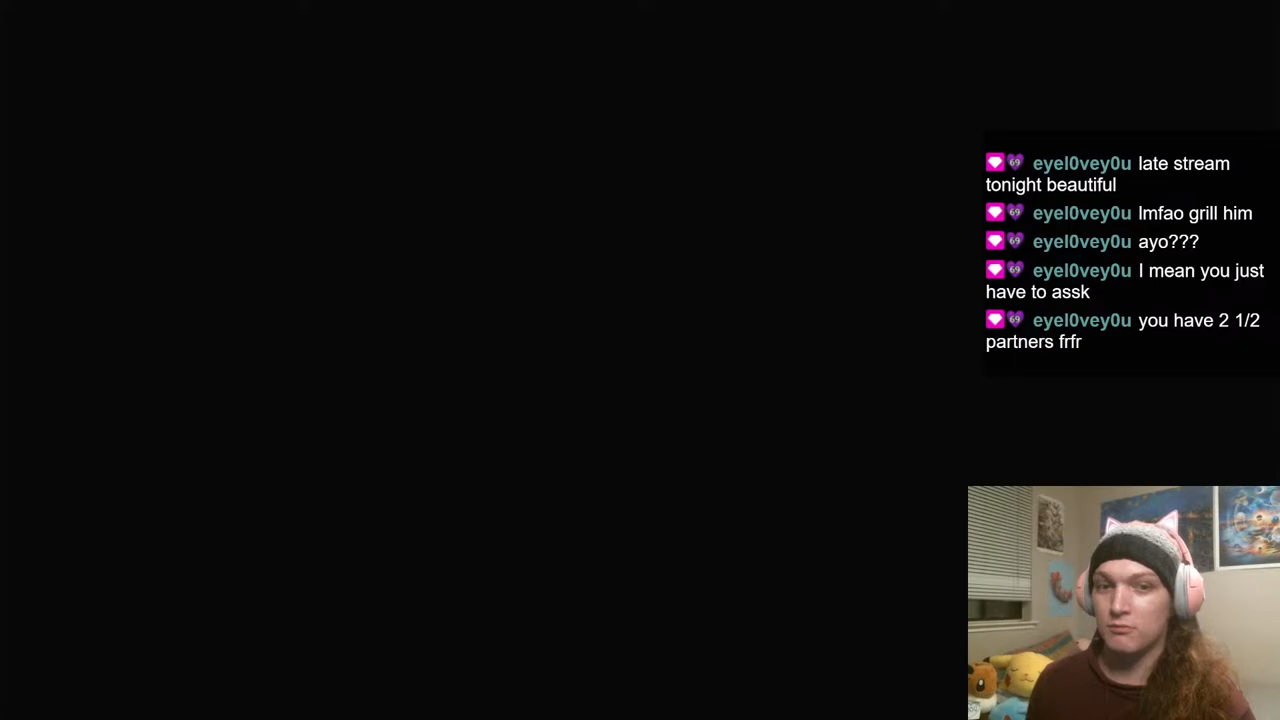 eyel0vey0u late stream
tonight beautiful
eyel0vey0u lmfao grill him
eyel0vey0u ayo???
eyel0vey0u I mean you just
have to assk
eyel0vey0u you have 2 1/2
partners frfr